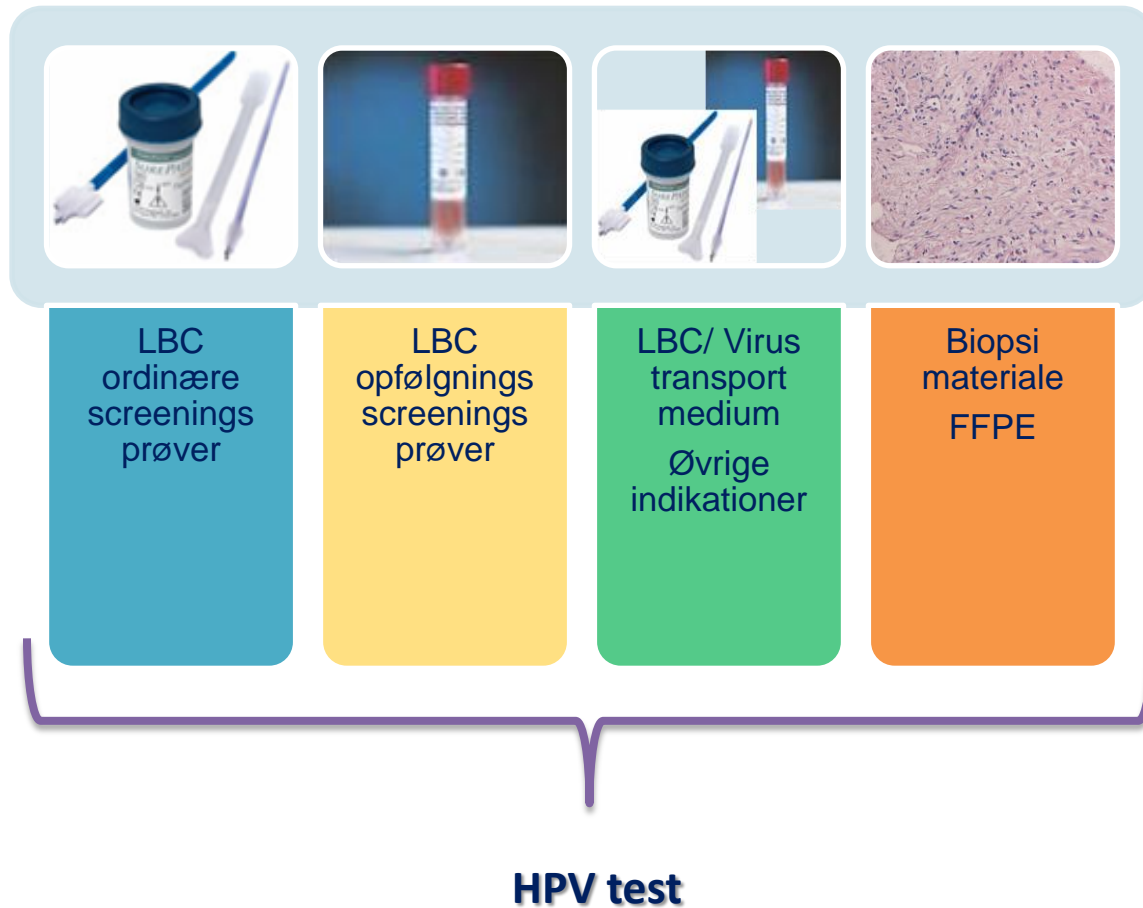 LBC
ordinære
screenings
prøver
LBC
opfølgnings
screenings
prøver
LBC/ Virus
transport
medium
Øvrige
indikationer
Biopsi
materiale
FFPE
HPV test